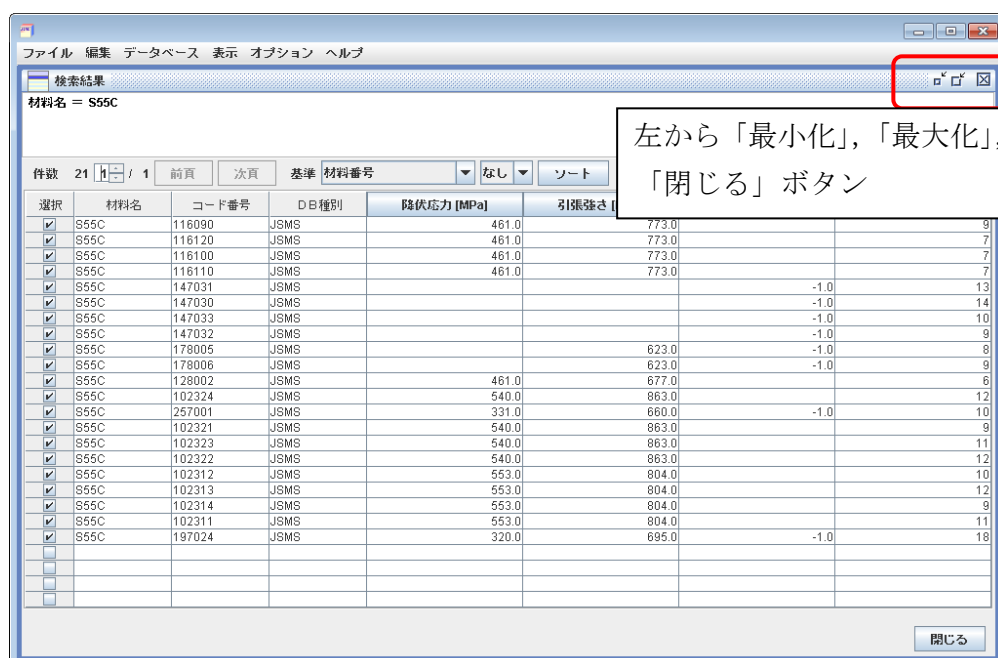 ファイル 編集 データベース 表示 オプション ヘルプ
検索結果
材料名 = S55C
左から「最小化」,「最大化」,
「閉じる」ボタン
件数 21 1 / 1 前頁 次頁 基準 材料番号 なし ソート
選択 材料名 コード番号 DB種別 降伏応力 [MPa] 引張強さ [
S55C 116090 JSMS 461.0 773.0 9
S55C 116120 JSMS 461.0 773.0 7
S55C 116100 JSMS 461.0 773.0 7
S55C 116110 JSMS 461.0 773.0 7
S55C 147031 JSMS -1.0 13
S55C 147030 JSMS -1.0 14
S55C 147033 JSMS -1.0 10
S55C 147032 JSMS -1.0 9
S55C 178005 JSMS 623.0 -1.0 8
S55C 178006 JSMS 623.0 -1.0 9
S55C 128002 JSMS 461.0 677.0 6
S55C 102324 JSMS 540.0 863.0 12
S55C 257001 JSMS 331.0 660.0 -1.0 10
S55C 102321 JSMS 540.0 863.0 9
S55C 102323 JSMS 540.0 863.0 11
S55C 102322 JSMS 540.0 863.0 12
S55C 102312 JSMS 553.0 804.0 10
S55C 102313 JSMS 553.0 804.0 12
S55C 102314 JSMS 553.0 804.0 9
S55C 102311 JSMS 553.0 804.0 11
S55C 197024 JSMS 320.0 695.0 -1.0 18
閉じる